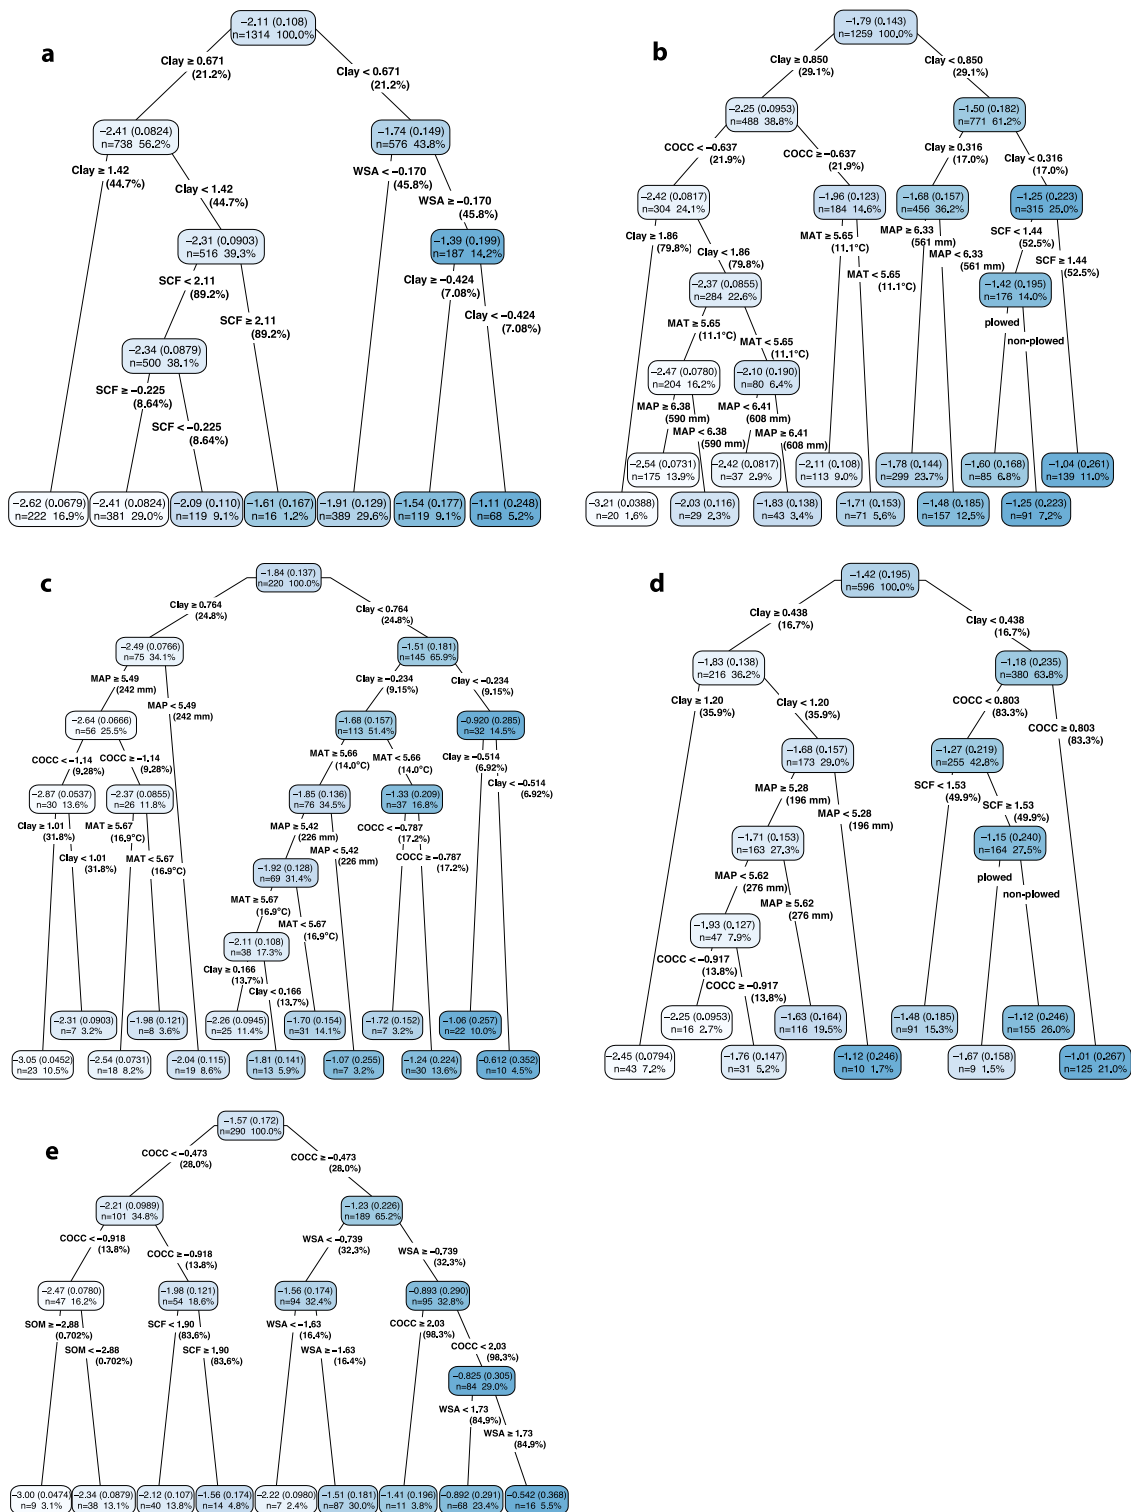 a
−2.11 (0.108)
n=1314 100.0%
Clay ≥ 0.671
(21.2%)
Clay < 0.671
(21.2%)
−2.41 (0.0824)
n=738 56.2%
−1.74 (0.149)
n=576 43.8%
Clay ≥ 1.42
(44.7%)
Clay < 1.42
(44.7%)
WSA < −0.170
(45.8%)
WSA ≥ −0.170
(45.8%)
−2.31 (0.0903)
n=516 39.3%
−1.39 (0.199)
n=187 14.2%
SCF < 2.11
(89.2%)
SCF ≥ 2.11
(89.2%)
Clay ≥ −0.424
(7.08%)
Clay < −0.424
(7.08%)
−2.34 (0.0879)
n=500 38.1%
SCF ≥ −0.225
(8.64%)
SCF < −0.225
(8.64%)
−2.62 (0.0679)
n=222 16.9%
−2.41 (0.0824)
n=381 29.0%
−2.09 (0.110)
n=119 9.1%
−1.61 (0.167)
n=16 1.2%
−1.91 (0.129)
n=389 29.6%
−1.54 (0.177)
n=119 9.1%
−1.11 (0.248)
n=68 5.2%
b
−1.79 (0.143)
n=1259 100.0%
Clay ≥ 0.850
(29.1%)
Clay < 0.850
(29.1%)
−2.25 (0.0953)
n=488 38.8%
−1.50 (0.182)
n=771 61.2%
COCC < −0.637
(21.9%)
COCC ≥ −0.637
(21.9%)
Clay ≥ 0.316
(17.0%)
Clay < 0.316
(17.0%)
−2.42 (0.0817)
n=304 24.1%
−1.96 (0.123)
n=184 14.6%
−1.68 (0.157)
n=456 36.2%
−1.25 (0.223)
n=315 25.0%
Clay ≥ 1.86
(79.8%)
Clay < 1.86
(79.8%)
MAT ≥ 5.65
(11.1°C)
MAT < 5.65
(11.1°C)
MAP ≥ 6.33
(561 mm)
MAP < 6.33
(561 mm)
SCF < 1.44
(52.5%)
SCF ≥ 1.44
(52.5%)
−2.37 (0.0855)
n=284 22.6%
−1.42 (0.195)
n=176 14.0%
MAT ≥ 5.65
(11.1°C)
MAT < 5.65
(11.1°C)
plowed
non-plowed
−2.47 (0.0780)
n=204 16.2%
−2.10 (0.190)
n=80 6.4%
MAP ≥ 6.38
(590 mm)
MAP < 6.38
(590 mm)
MAP < 6.41
(608 mm)
MAP ≥ 6.41
(608 mm)
−2.54 (0.0731)
n=175 13.9%
−2.42 (0.0817)
n=37 2.9%
−2.11 (0.108)
n=113 9.0%
−1.78 (0.144)
n=299 23.7%
−1.60 (0.168)
n=85 6.8%
−1.04 (0.261)
n=139 11.0%
−3.21 (0.0388)
n=20 1.6%
−2.03 (0.116)
n=29 2.3%
−1.83 (0.138)
n=43 3.4%
−1.71 (0.153)
n=71 5.6%
−1.48 (0.185)
n=157 12.5%
−1.25 (0.223)
n=91 7.2%
c
−1.84 (0.137)
n=220 100.0%
Clay ≥ 0.764
(24.8%)
Clay < 0.764
(24.8%)
−2.49 (0.0766)
n=75 34.1%
−1.51 (0.181)
n=145 65.9%
MAP ≥ 5.49
(242 mm)
MAP < 5.49
(242 mm)
Clay ≥ −0.234
(9.15%)
Clay < −0.234
(9.15%)
−2.64 (0.0666)
n=56 25.5%
−1.68 (0.157)
n=113 51.4%
−0.920 (0.285)
n=32 14.5%
COCC < −1.14
(9.28%)
COCC ≥ −1.14
(9.28%)
MAT ≥ 5.66
(14.0°C)
MAT < 5.66
(14.0°C)
Clay ≥ −0.514
(6.92%)
Clay < −0.514
(6.92%)
−2.87 (0.0537)
n=30 13.6%
−2.37 (0.0855)
n=26 11.8%
−1.85 (0.136)
n=76 34.5%
−1.33 (0.209)
n=37 16.8%
Clay ≥ 1.01
(31.8%)
Clay < 1.01
(31.8%)
MAT ≥ 5.67
(16.9°C)
MAT < 5.67
(16.9°C)
MAP ≥ 5.42
(226 mm)
MAP < 5.42
(226 mm)
COCC < −0.787
(17.2%)
COCC ≥ −0.787
(17.2%)
−1.92 (0.128)
n=69 31.4%
MAT ≥ 5.67
(16.9°C)
MAT < 5.67
(16.9°C)
−2.11 (0.108)
n=38 17.3%
Clay ≥ 0.166
(13.7%)
Clay < 0.166
(13.7%)
−2.31 (0.0903)
n=7 3.2%
−1.98 (0.121)
n=8 3.6%
−2.26 (0.0945)
n=25 11.4%
−1.70 (0.154)
n=31 14.1%
−1.72 (0.152)
n=7 3.2%
−1.06 (0.257)
n=22 10.0%
−3.05 (0.0452)
n=23 10.5%
−2.54 (0.0731)
n=18 8.2%
−2.04 (0.115)
n=19 8.6%
−1.81 (0.141)
n=13 5.9%
−1.07 (0.255)
n=7 3.2%
−1.24 (0.224)
n=30 13.6%
−0.612 (0.352)
n=10 4.5%
d
−1.42 (0.195)
n=596 100.0%
Clay ≥ 0.438
(16.7%)
Clay < 0.438
(16.7%)
−1.83 (0.138)
n=216 36.2%
−1.18 (0.235)
n=380 63.8%
Clay ≥ 1.20
(35.9%)
Clay < 1.20
(35.9%)
COCC < 0.803
(83.3%)
COCC ≥ 0.803
(83.3%)
−1.68 (0.157)
n=173 29.0%
−1.27 (0.219)
n=255 42.8%
MAP ≥ 5.28
(196 mm)
MAP < 5.28
(196 mm)
SCF < 1.53
(49.9%)
SCF ≥ 1.53
(49.9%)
−1.71 (0.153)
n=163 27.3%
−1.15 (0.240)
n=164 27.5%
MAP < 5.62
(276 mm)
MAP ≥ 5.62
(276 mm)
plowed
non-plowed
−1.93 (0.127)
n=47 7.9%
COCC < −0.917
(13.8%)
COCC ≥ −0.917
(13.8%)
−2.25 (0.0953)
n=16 2.7%
−1.63 (0.164)
n=116 19.5%
−1.48 (0.185)
n=91 15.3%
−1.12 (0.246)
n=155 26.0%
−2.45 (0.0794)
n=43 7.2%
−1.76 (0.147)
n=31 5.2%
−1.12 (0.246)
n=10 1.7%
−1.67 (0.158)
n=9 1.5%
−1.01 (0.267)
n=125 21.0%
e
−1.57 (0.172)
n=290 100.0%
COCC < −0.473
(28.0%)
COCC ≥ −0.473
(28.0%)
−2.21 (0.0989)
n=101 34.8%
−1.23 (0.226)
n=189 65.2%
COCC < −0.918
(13.8%)
COCC ≥ −0.918
(13.8%)
WSA < −0.739
(32.3%)
WSA ≥ −0.739
(32.3%)
−2.47 (0.0780)
n=47 16.2%
−1.98 (0.121)
n=54 18.6%
−1.56 (0.174)
n=94 32.4%
−0.893 (0.290)
n=95 32.8%
SOM ≥ −2.88
(0.702%)
SOM < −2.88
(0.702%)
SCF < 1.90
(83.6%)
SCF ≥ 1.90
(83.6%)
WSA < −1.63
(16.4%)
WSA ≥ −1.63
(16.4%)
COCC ≥ 2.03
(98.3%)
COCC < 2.03
(98.3%)
−0.825 (0.305)
n=84 29.0%
WSA < 1.73
(84.9%)
WSA ≥ 1.73
(84.9%)
−3.00 (0.0474)
n=9 3.1%
−2.34 (0.0879)
n=38 13.1%
−2.12 (0.107)
n=40 13.8%
−1.56 (0.174)
n=14 4.8%
−2.22 (0.0980)
n=7 2.4%
−1.51 (0.181)
n=87 30.0%
−1.41 (0.196)
n=11 3.8%
−0.892 (0.291)
n=68 23.4%
−0.542 (0.368)
n=16 5.5%